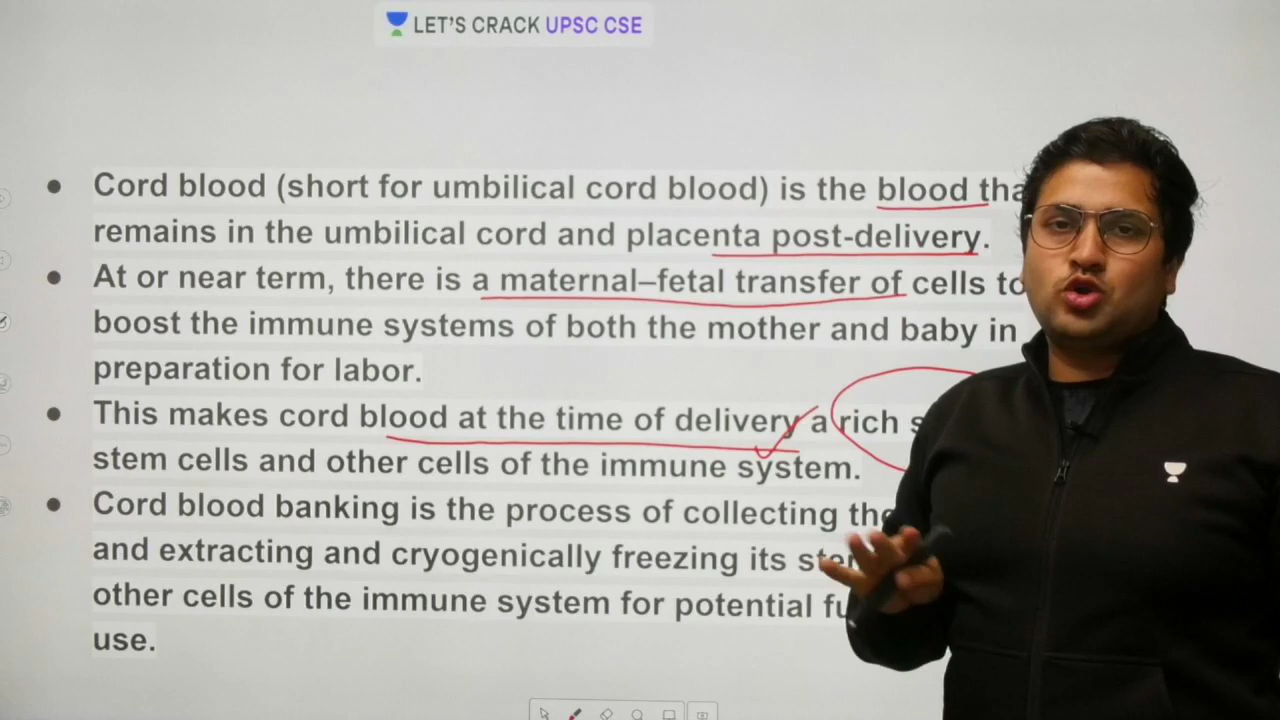 LET'S CRACK UPSC CSE
Cord blood (short for umbilical cord blood) is the blood
remains in the umbilical cord and placenta post-delivery.
At or near term, there is a maternal–fetal transfer of cells to
boost the immune systems of both the mother and baby in
preparation for labor.
This makes cord blood at the time of delivery a rich
stem cells and other cells of the immune system.
Cord blood banking is the process of collecting the
and extracting and cryogenically freezing its
other cells of the immune system for potential
use.